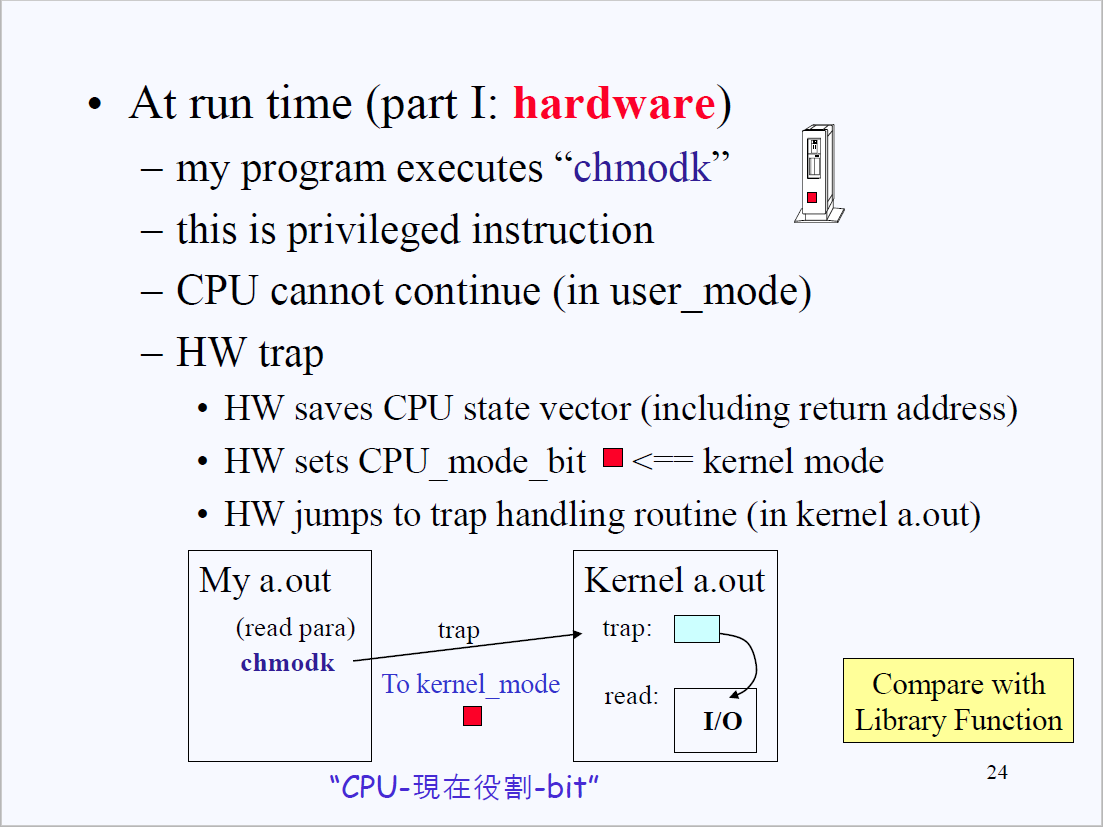 • At run time (part I: hardware)
– my program executes “chmodk”
– this is privileged instruction
– CPU cannot continue (in user_mode)
– HW trap
• HW saves CPU state vector (including return address)
• HW sets CPU_mode_bit <== kernel mode
• HW jumps to trap handling routine (in kernel a.out)
My a.out
(read para)
chmodk
trap
To kernel_mode
Kernel a.out
trap:
read:
I/O
Compare with
Library Function
“CPU-現在役割-bit”
24